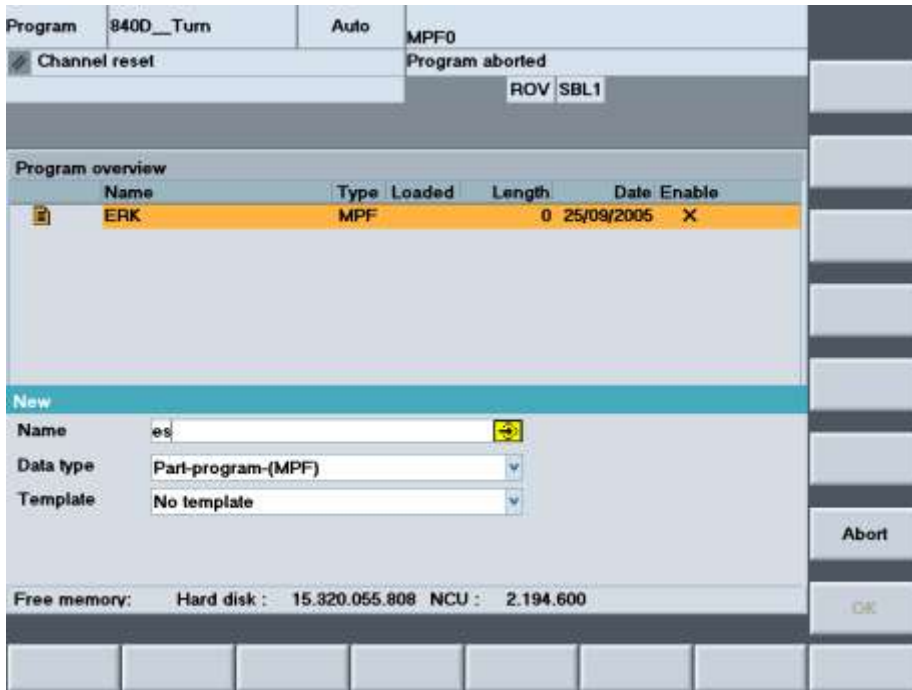 Program 840D__Turn Auto MPF0
Channel reset Program aborted
ROV SBL1
Program overview
Name Type Loaded Length Date Enable
ERK MPF 0 25/09/2005 X
New
Name es
Data type Part-program-(MPF)
Template No template
Abort
Free memory: Hard disk : 15.320.055.808 NCU : 2.194.600
OK